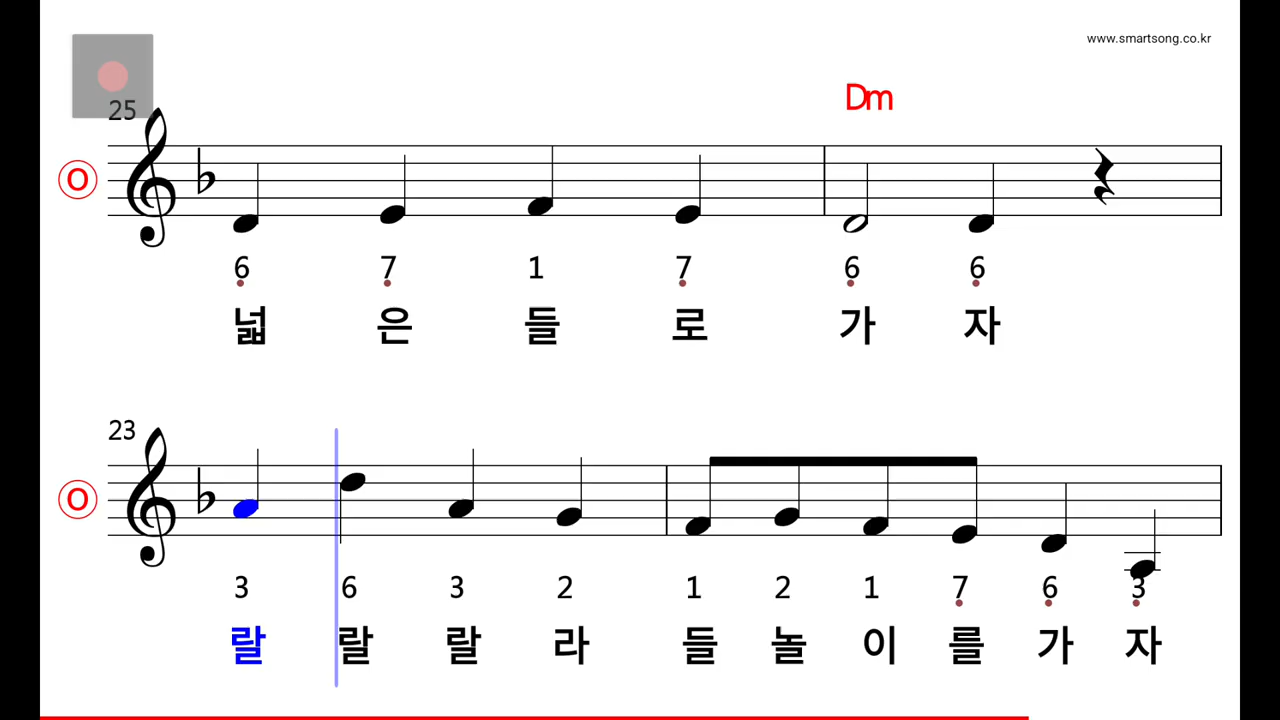 www.smartsong.co.kr
25
Dm
O
6 7 1 7 6 6
넓 은 들 로 가 자
23
O
3 6 3 2 1 2 1 7 6 3
랄 랄 랄 라 들 놀 이 를 가 자